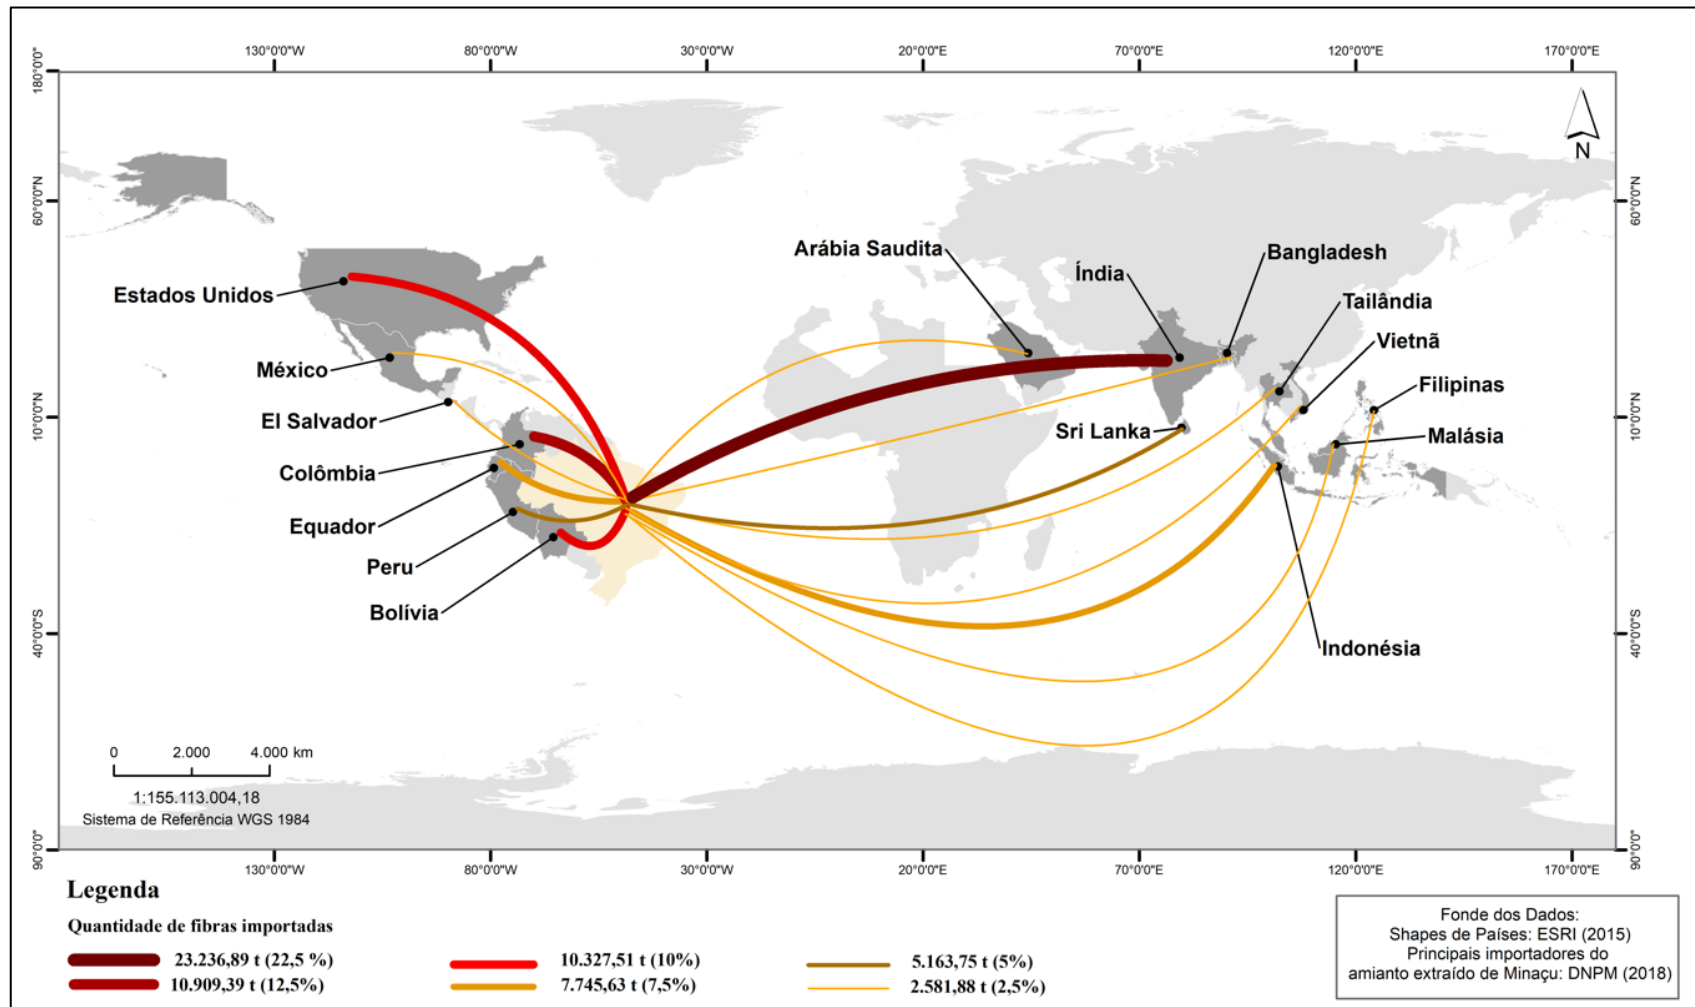 130°0'0"W
80°0'0"W
30°0'0"W
20°0'0"E
70°0'0"E
120°0'0"E
170°0'0"E
180°0'0"
60°0'0"N
10°0'0"N
40°0'0"S
90°0'0"
60°0'0"N
10°0'0"N
40°0'0"S
90°0'0"
N
Arábia Saudita
Índia
Bangladesh
Tailândia
Vietnã
Filipinas
Malásia
Sri Lanka
Indonésia
Estados Unidos
México
El Salvador
Colômbia
Equador
Peru
Bolívia
0 2.000 4.000 km
1:155.113.004,18
Sistema de Referência WGS 1984
130°0'0"W
80°0'0"W
30°0'0"W
20°0'0"E
70°0'0"E
120°0'0"E
170°0'0"E
Legenda
Quantidade de fibras importadas
23.236,89 t (22,5 %)
10.909,39 t (12,5%)
10.327,51 t (10%)
7.745,63 t (7,5%)
5.163,75 t (5%)
2.581,88 t (2,5%)
Fonde dos Dados:
Shapes de Países: ESRI (2015)
Principais importadores do
amianto extraído de Minaçu: DNPM (2018)